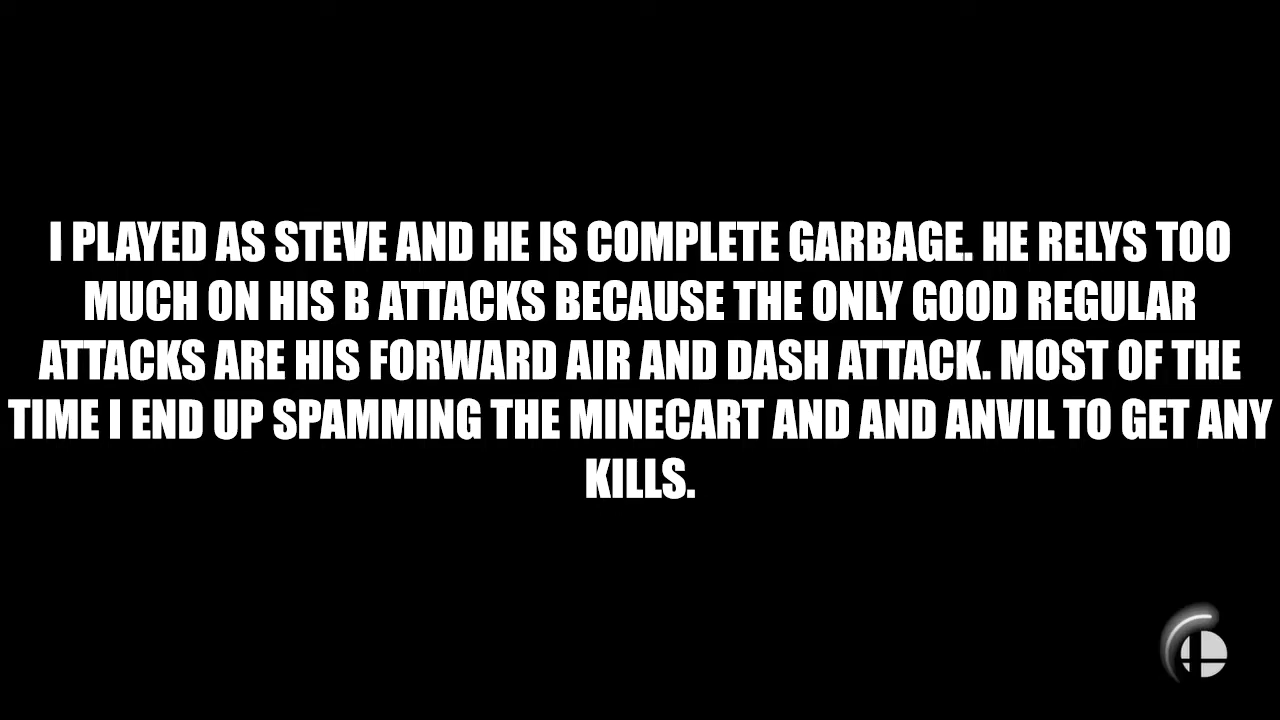 I PLAYED AS STEVE AND HE IS COMPLETE GARBAGE. HE RELYS TOO
MUCH ON HIS B ATTACKS BECAUSE THE ONLY GOOD REGULAR
ATTACKS ARE HIS FORWARD AIR AND DASH ATTACK. MOST OF THE
TIME I END UP SPAMMING THE MINECART AND AND ANVIL TO GET ANY
KILLS.